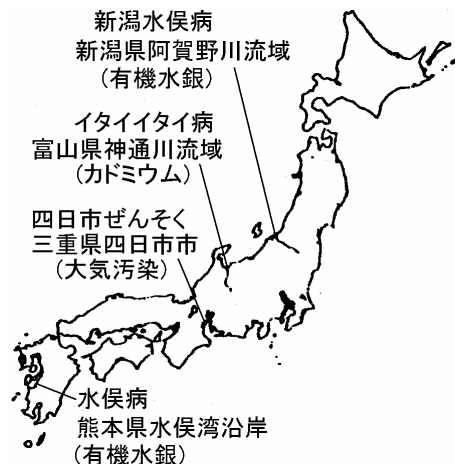 新潟水俣病
新潟県阿賀野川流域
(有機水銀)
イタイイタイ病
富山県神通川流域
(カドミウム)
四日市ぜんそく
三重県四日市市
(大気汚染)
水俣病
熊本県水俣湾沿岸
(有機水銀)